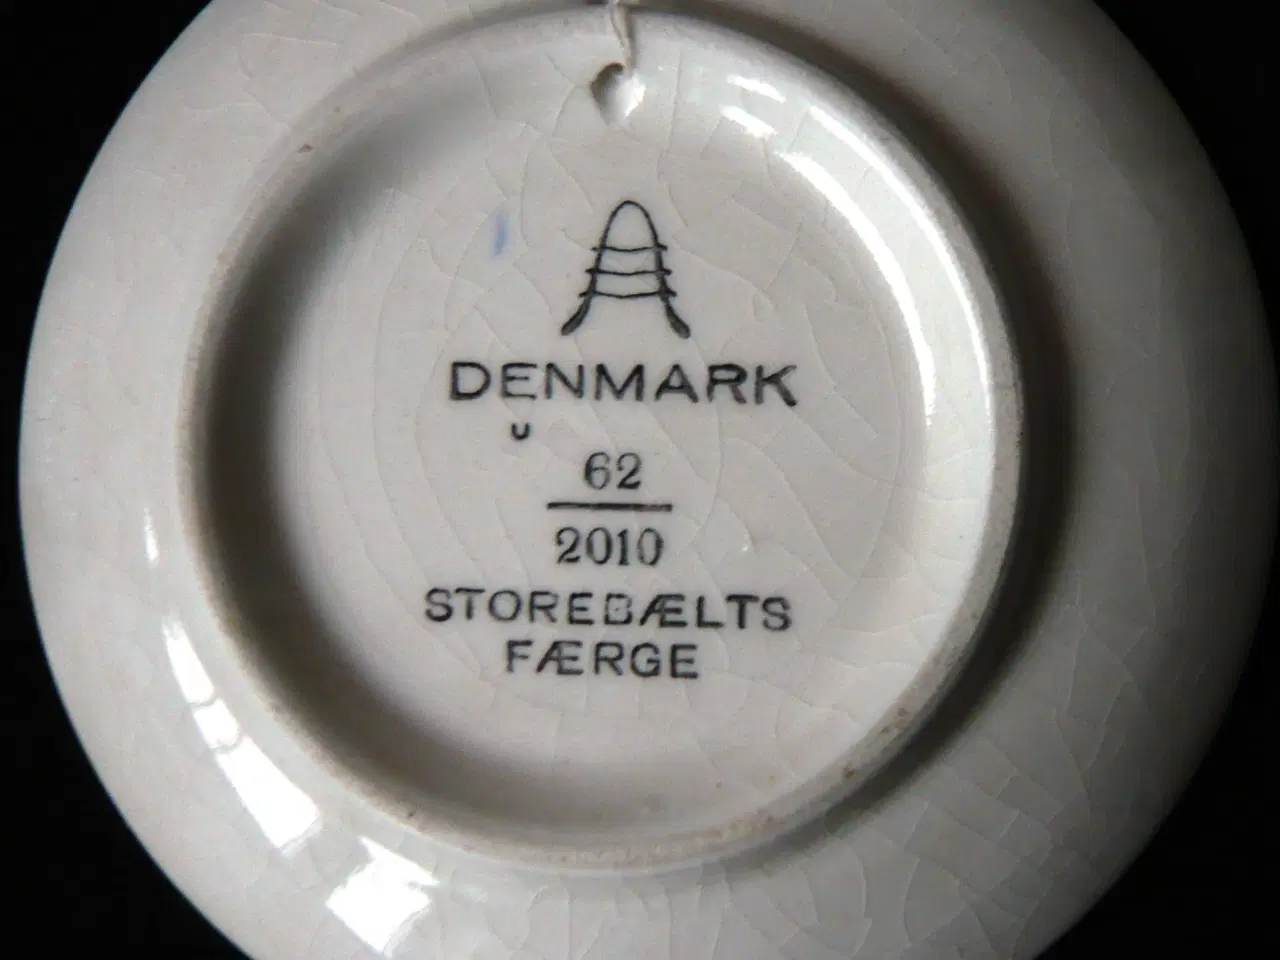 DENMARK
U
62
2010
STOREBÆLTS
FÆRGE